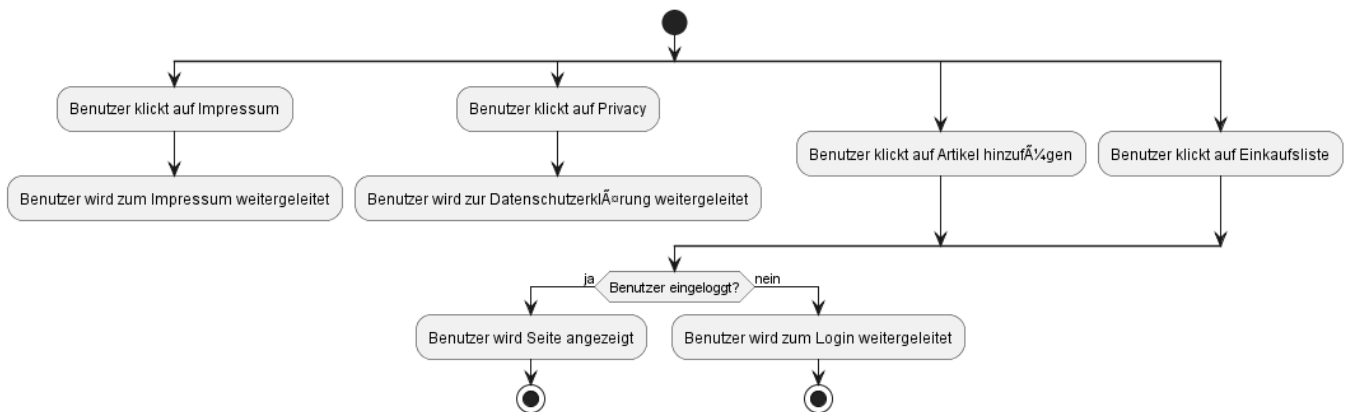 Benutzer klickt auf Impressum
Benutzer klickt auf Privacy
Benutzer klickt auf Artikel hinzufÃ¼gen
Benutzer klickt auf Einkaufsliste
Benutzer wird zum Impressum weitergeleitet
Benutzer wird zur DatenschutzerklÃ¤rung weitergeleitet
ja
Benutzer eingeloggt?
nein
Benutzer wird Seite angezeigt
Benutzer wird zum Login weitergeleitet